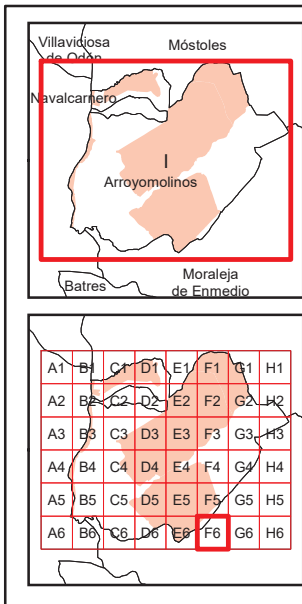 Villaviciosa
de Odón
Móstoles
Navalcarnero
I
Arroyomolinos
Batres
Moraleja
de Enmedio
A1 B1 C1 D1 E1 F1 G1 H1
A2 B2 C2 D2 E2 F2 G2 H2
A3 B3 C3 D3 E3 F3 G3 H3
A4 B4 C4 D4 E4 F4 G4 H4
A5 B5 C5 D5 E5 F5 G5 H5
A6 B6 C6 D6 E6 F6 G6 H6